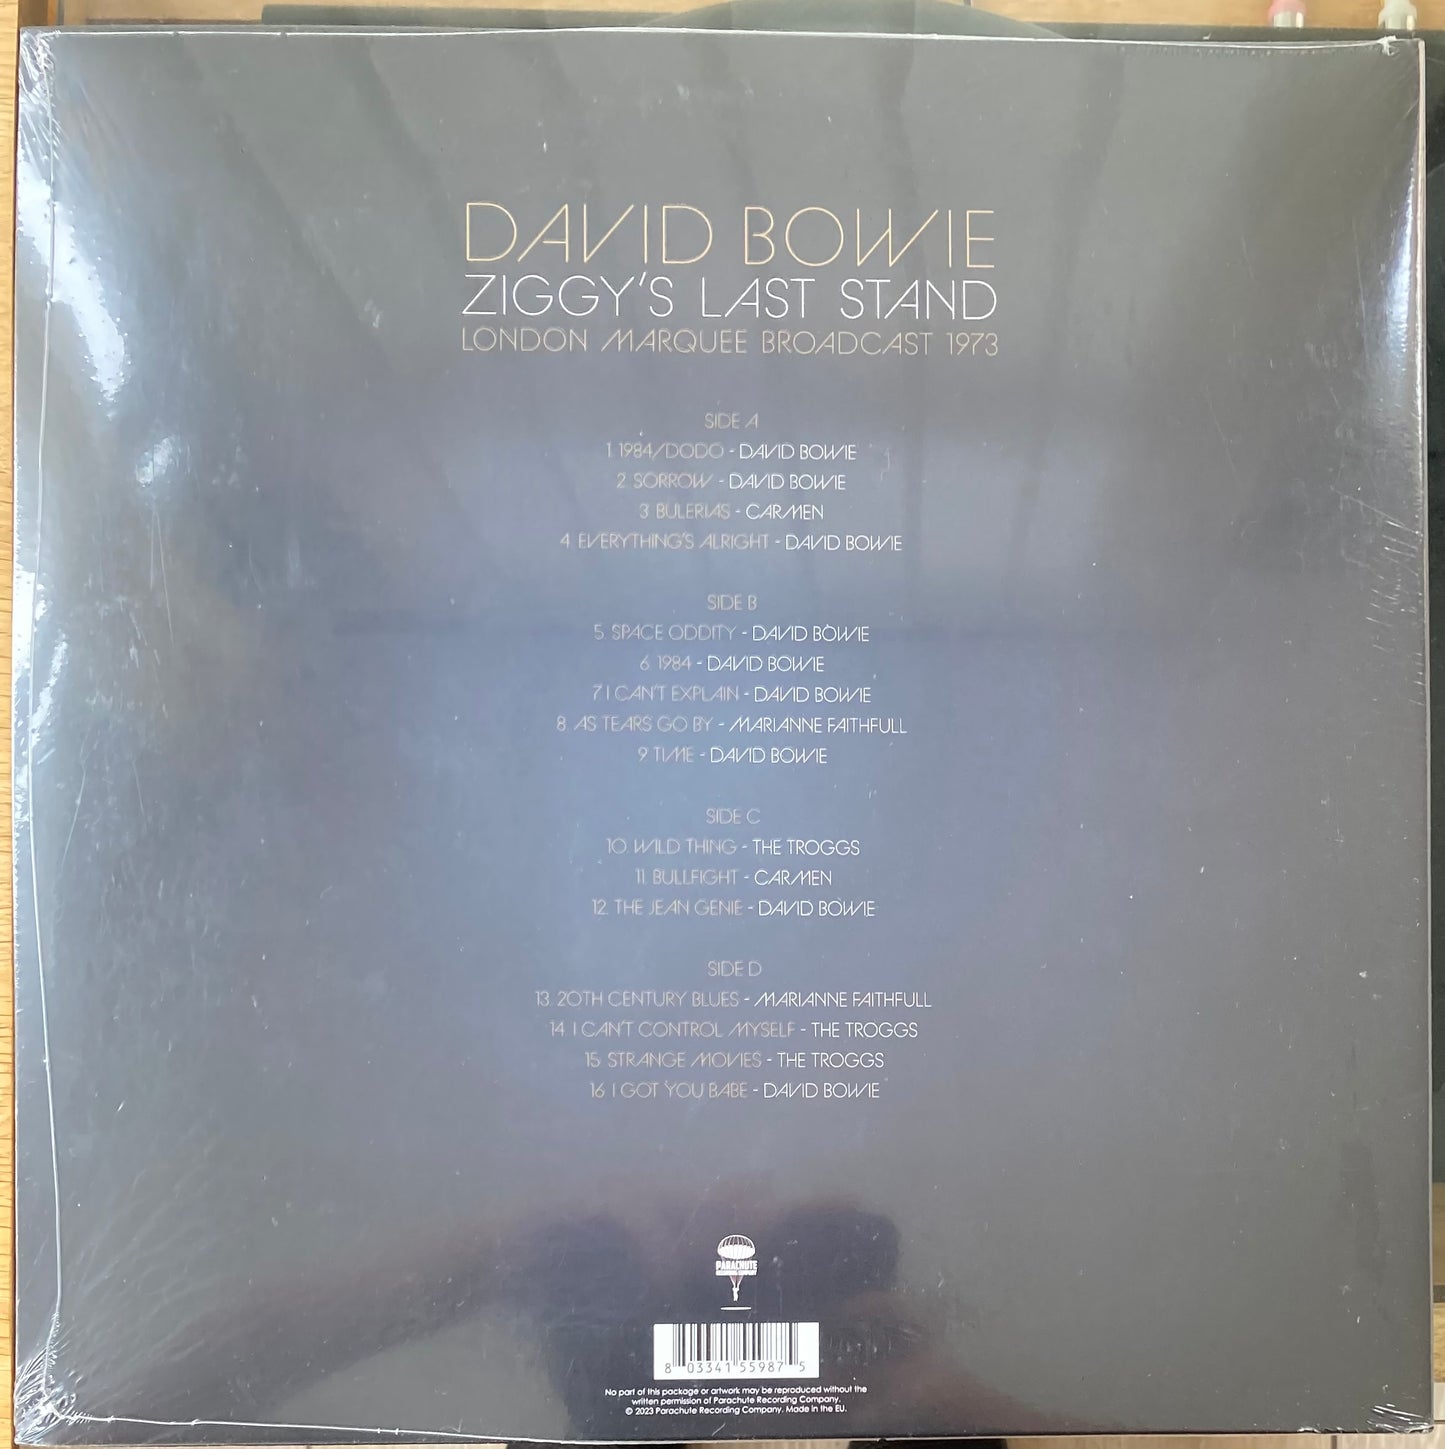 DAVID BOWIE
ZIGGY'S LAST STAND
LONDON MARQUEE BROADCAST 1973
SIDE A
1. 1984/DODO - DAVID BOWIE
2. SORROW - DAVID BOWIE
3. BULERIAS - CARMEN
4. EVERYTHING'S ALRIGHT - DAVID BOWIE
SIDE B
5. SPACE ODDITY - DAVID BOWIE
6. 1984 - DAVID BOWIE
7. I CAN'T EXPLAIN - DAVID BOWIE
8. AS TEARS GO BY - MARIANNE FAITHFULL
9. TIME - DAVID BOWIE
SIDE C
10. WILD THING - THE TROGGS
11. BULLFIGHT - CARMEN
12. THE JEAN GENIE - DAVID BOWIE
SIDE D
13. 20TH CENTURY BLUES - MARIANNE FAITHFULL
14. I CAN'T CONTROL MYSELF - THE TROGGS
15. STRANGE MOVIES - THE TROGGS
16. I GOT YOU BABE - DAVID BOWIE
PARACHUTE
8 03341 55987 5
No part of this package or artwork may be reproduced without the
written permission of Parachute Recording Company.
© 2023 Parachute Recording Company. Made in the EU.